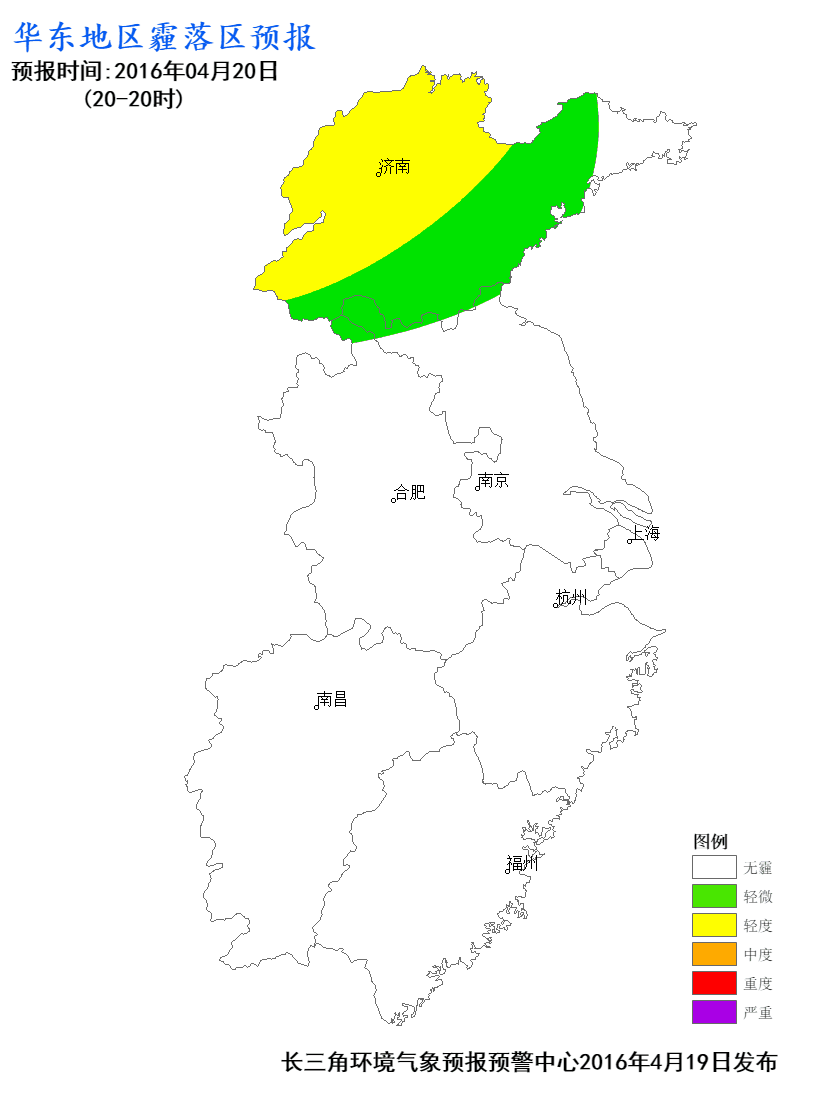 华东地区霾落区预报
预报时间:2016年04月20日
(20-20时)
济南
合肥
南京
上海
杭州
南昌
福州
图例
无霾
轻微
轻度
中度
重度
严重
长三角环境气象预报预警中心2016年4月19日发布